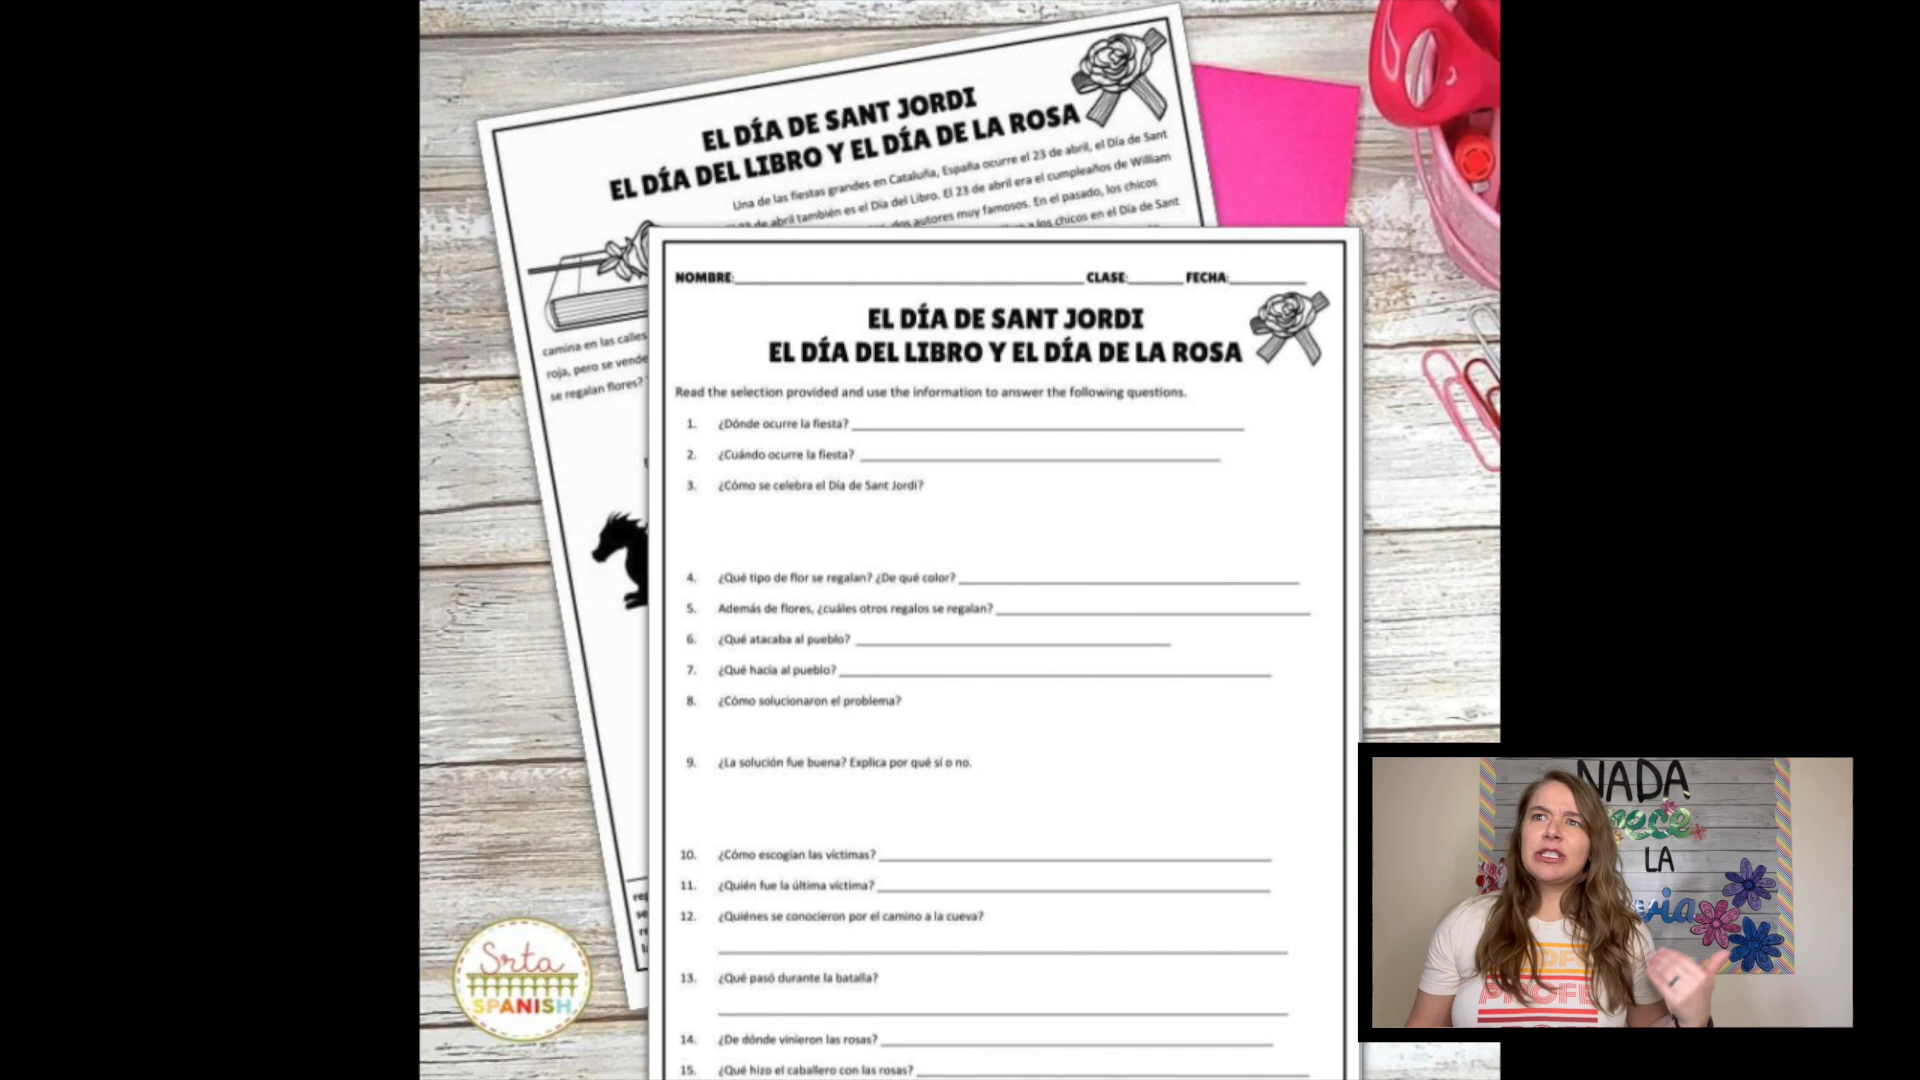 EL DÍA DE SANT JORDI
EL DÍA DEL LIBRO Y EL DÍA DE LA ROSA
Una de las fiestas grandes en Cataluña, España ocurre el 23 de abril, el Día de Sant
de abril también es el Día del Libro. El 23 de abril era el cumpleaños de William
dos autores muy famosos. En el pasado, los chicos
a los chicos en el Día de Sant
camina en las calles
roja, pero se vende
se regalan flores?
NOMBRE: CLASE: FECHA:
EL DÍA DE SANT JORDI
EL DÍA DEL LIBRO Y EL DÍA DE LA ROSA
Read the selection provided and use the information to answer the following questions.
1. ¿Dónde ocurre la fiesta?
2. ¿Cuándo ocurre la fiesta?
3. ¿Cómo se celebra el Día de Sant Jordi?
4. ¿Qué tipo de flor se regalan? ¿De qué color?
5. Además de flores, ¿cuáles otros regalos se regalan?
6. ¿Qué atacaba al pueblo?
7. ¿Qué hacía al pueblo?
8. ¿Cómo solucionaron el problema?
9. ¿La solución fue buena? Explica por qué sí o no.
10. ¿Cómo escogían las víctimas?
11. ¿Quién fue la última víctima?
12. ¿Quiénes se conocieron por el camino a la cueva?
13. ¿Qué pasó durante la batalla?
14. ¿De dónde vinieron las rosas?
15. ¿Qué hizo el caballero con las rosas?
Srta
SPANISH
NADA
LA
PROFE